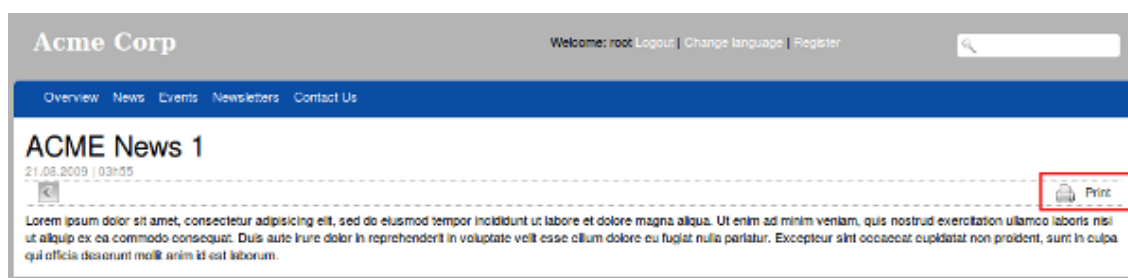 Acme Corp
Welcome: root Logout | Change language | Register
Overview News Events Newsletters Contact Us
ACME News 1
21.08.2009 | 03h55
Print
Lorem ipsum dolor sit amet, consectetur adipisicing elit, sed do eiusmod tempor incididunt ut labore et dolore magna aliqua. Ut enim ad minim veniam, quis nostrud exercitation ullamco laboris nisi
ut aliquip ex ea commodo consequat. Duis aute irure dolor in reprehenderit in voluptate velit esse cillum dolore eu fugiat nulla pariatur. Excepteur sint occaecat cupidatat non proident, sunt in culpa
qui officia deserunt mollit anim id est laborum.